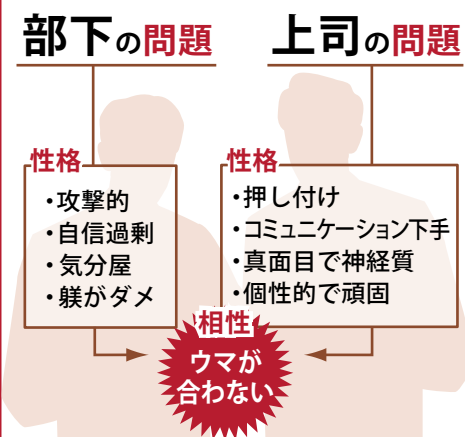 部下の問題
性格
・攻撃的
・自信過剰
・気分屋
・躾がダメ
上司の問題
性格
・押し付け
・コミュニケーション下手
・真面目で神経質
・個性的で頑固
相性
ウマが
合わない